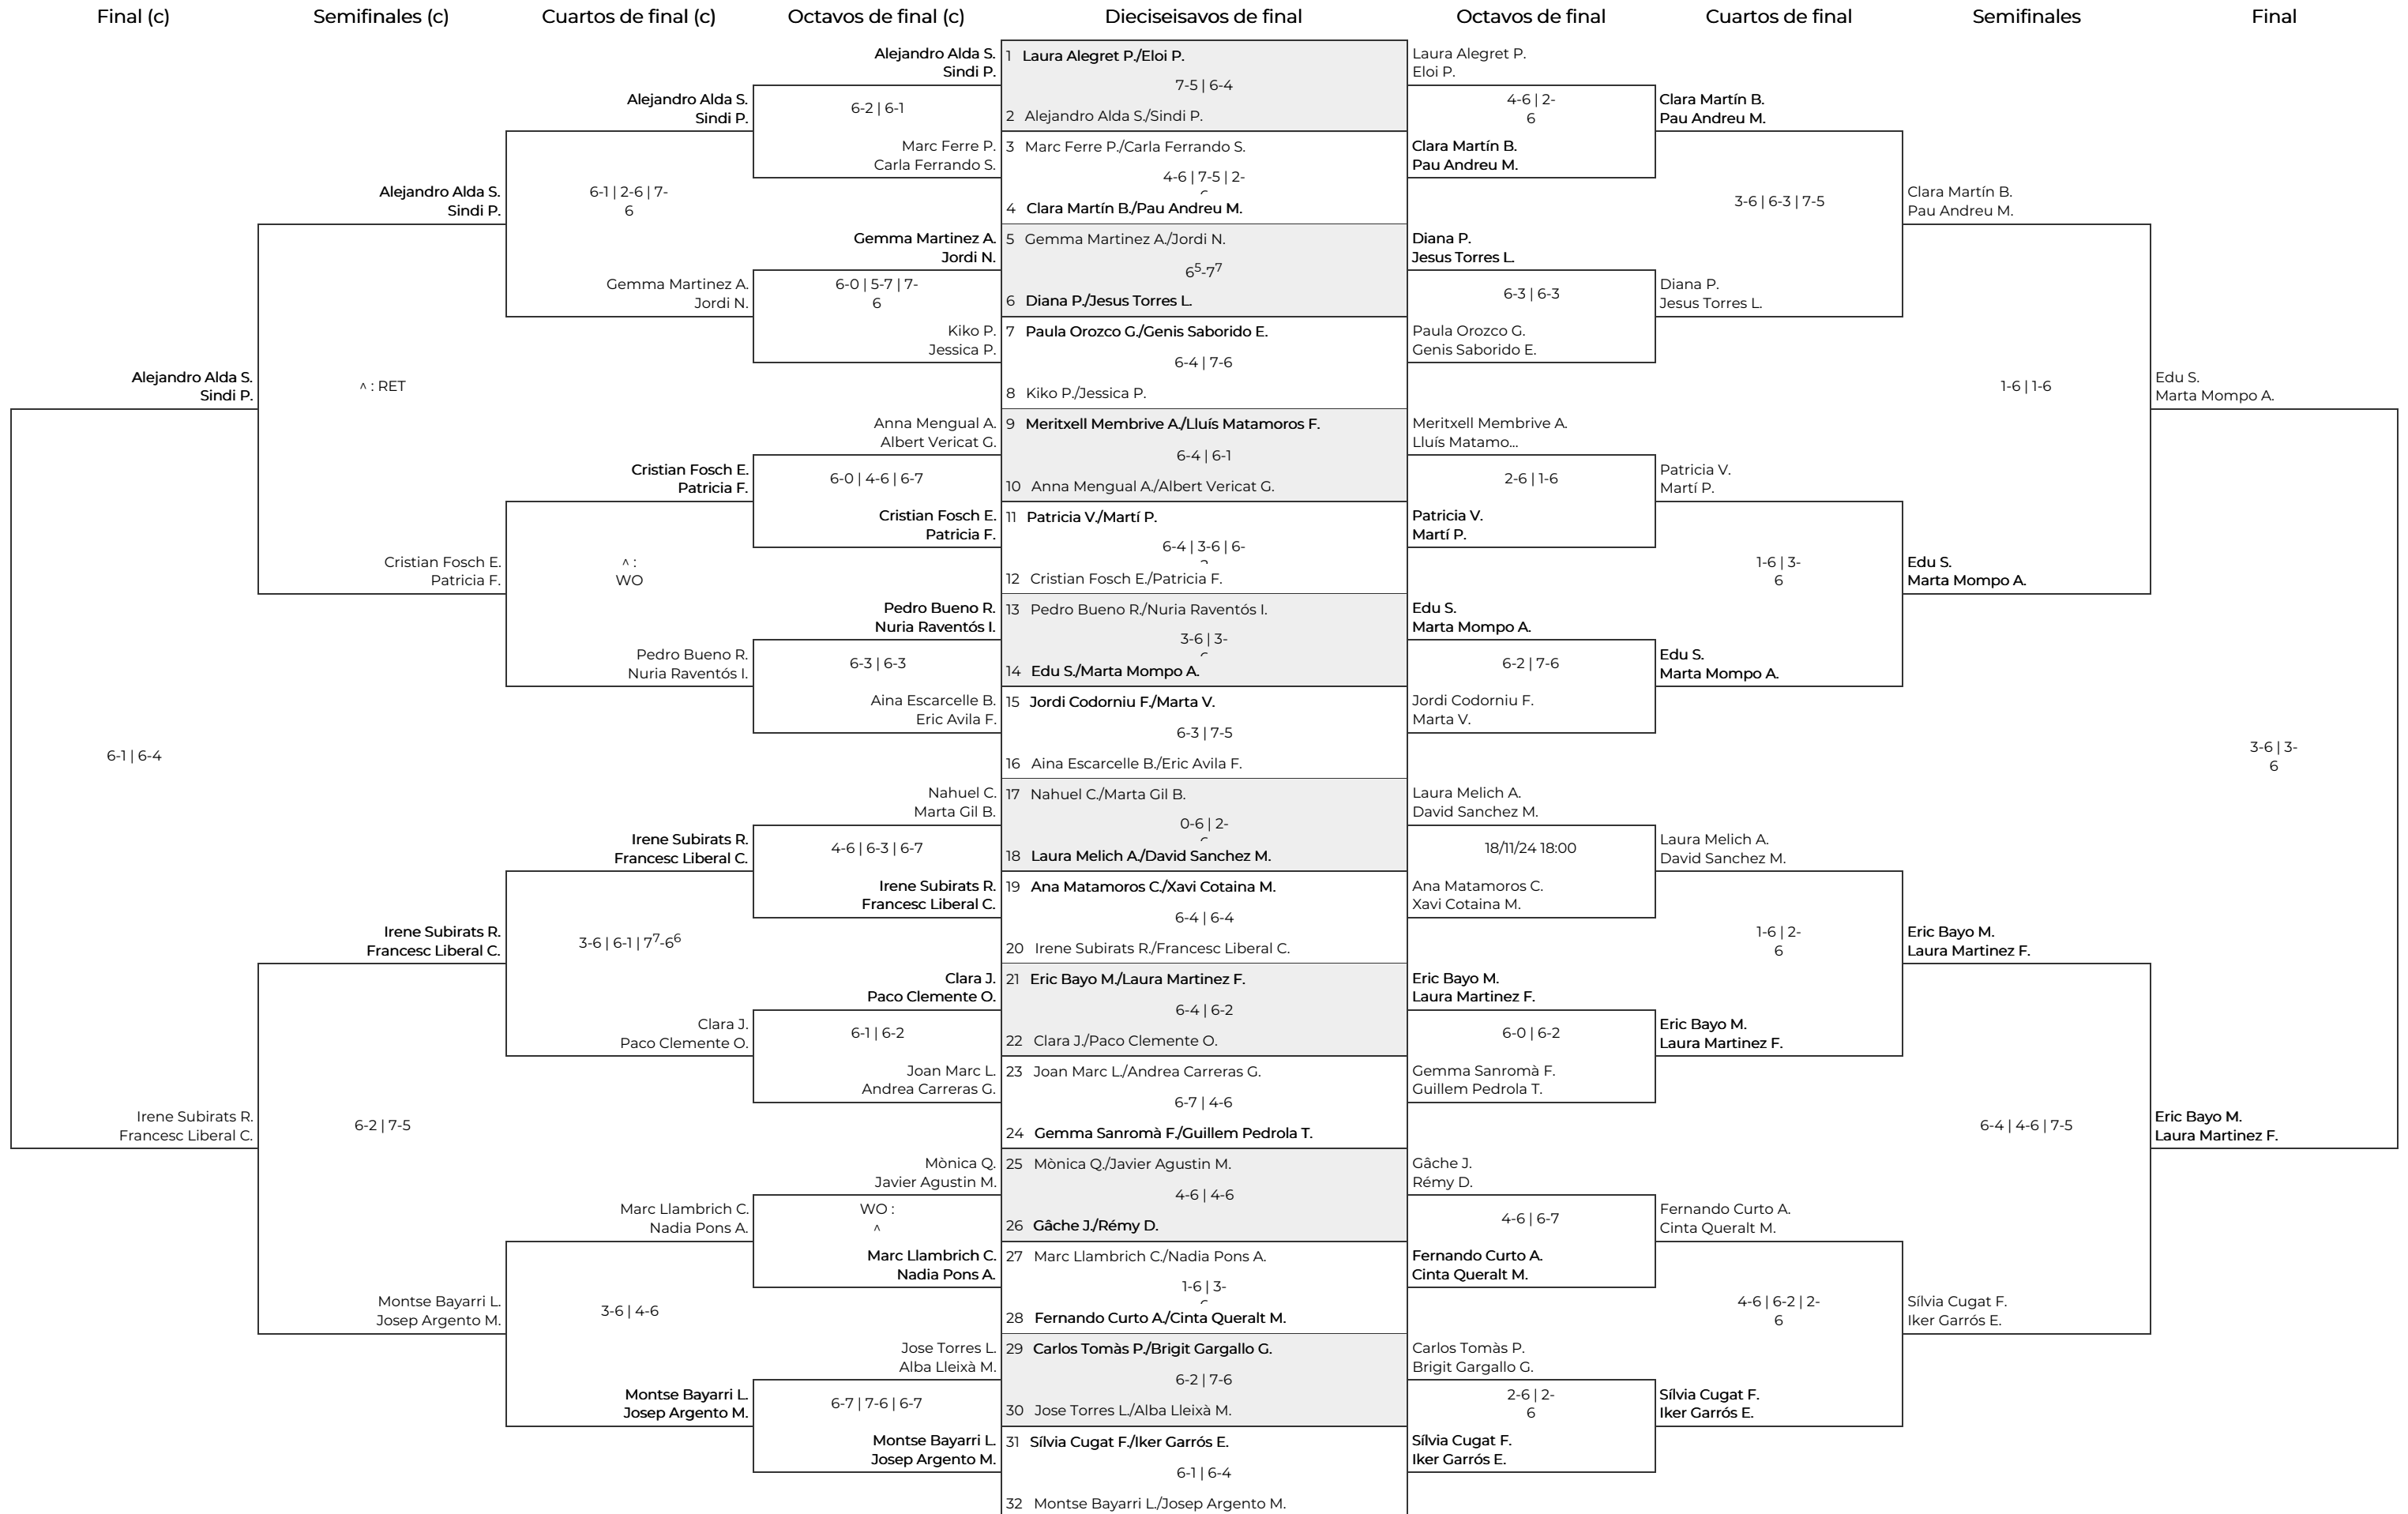 Final (c)
Semifinales (c)
Cuartos de final (c)
Octavos de final (c)
Dieciseisavos de final
Octavos de final
Cuartos de final
Semifinales
Final
Alejandro Alda S.
Sindi P.
6-1 | 6-4
Irene Subirats R.
Francesc Liberal C.
Alejandro Alda S.
Sindi P.
^ : RET
Cristian Fosch E.
Patricia F.
Irene Subirats R.
Francesc Liberal C.
6-2 | 7-5
Montse Bayarri L.
Josep Argento M.
Alejandro Alda S.
Sindi P.
6-1 | 2-6 | 7-
6
Gemma Martinez A.
Jordi N.
Cristian Fosch E.
Patricia F.
^ :
WO
Pedro Bueno R.
Nuria Raventós I.
Irene Subirats R.
Francesc Liberal C.
3-6 | 6-1 | 7⁷-6⁶
Clara J.
Paco Clemente O.
Marc Llambrich C.
Nadia Pons A.
3-6 | 4-6
Montse Bayarri L.
Josep Argento M.
Alejandro Alda S.
Sindi P.
6-2 | 6-1
Marc Ferre P.
Carla Ferrando S.
Gemma Martinez A.
Jordi N.
6-0 | 5-7 | 7-
6
Kiko P.
Jessica P.
Anna Mengual A.
Albert Vericat G.
6-0 | 4-6 | 6-7
Cristian Fosch E.
Patricia F.
Pedro Bueno R.
Nuria Raventós I.
6-3 | 6-3
Aina Escarcelle B.
Eric Avila F.
Nahuel C.
Marta Gil B.
4-6 | 6-3 | 6-7
Irene Subirats R.
Francesc Liberal C.
Clara J.
Paco Clemente O.
6-1 | 6-2
Joan Marc L.
Andrea Carreras G.
Mònica Q.
Javier Agustin M.
WO :
^
Marc Llambrich C.
Nadia Pons A.
Jose Torres L.
Alba Lleixà M.
6-7 | 7-6 | 6-7
Montse Bayarri L.
Josep Argento M.
1 Laura Alegret P./Eloi P.
7-5 | 6-4
2 Alejandro Alda S./Sindi P.
3 Marc Ferre P./Carla Ferrando S.
4-6 | 7-5 | 2-
4 Clara Martín B./Pau Andreu M.
5 Gemma Martinez A./Jordi N.
6⁵-7⁷
6 Diana P./Jesus Torres L.
7 Paula Orozco G./Genis Saborido E.
6-4 | 7-6
8 Kiko P./Jessica P.
9 Meritxell Membrive A./Lluís Matamoros F.
6-4 | 6-1
10 Anna Mengual A./Albert Vericat G.
11 Patricia V./Martí P.
6-4 | 3-6 | 6-
12 Cristian Fosch E./Patricia F.
13 Pedro Bueno R./Nuria Raventós I.
3-6 | 3-
14 Edu S./Marta Mompo A.
15 Jordi Codorniu F./Marta V.
6-3 | 7-5
16 Aina Escarcelle B./Eric Avila F.
17 Nahuel C./Marta Gil B.
0-6 | 2-
18 Laura Melich A./David Sanchez M.
19 Ana Matamoros C./Xavi Cotaina M.
6-4 | 6-4
20 Irene Subirats R./Francesc Liberal C.
21 Eric Bayo M./Laura Martinez F.
6-4 | 6-2
22 Clara J./Paco Clemente O.
23 Joan Marc L./Andrea Carreras G.
6-7 | 4-6
24 Gemma Sanromà F./Guillem Pedrola T.
25 Mònica Q./Javier Agustin M.
4-6 | 4-6
26 Gâche J./Rémy D.
27 Marc Llambrich C./Nadia Pons A.
1-6 | 3-
28 Fernando Curto A./Cinta Queralt M.
29 Carlos Tomàs P./Brigit Gargallo G.
6-2 | 7-6
30 Jose Torres L./Alba Lleixà M.
31 Sílvia Cugat F./Iker Garrós E.
6-1 | 6-4
32 Montse Bayarri L./Josep Argento M.
Laura Alegret P.
Eloi P.
4-6 | 2-
6
Clara Martín B.
Pau Andreu M.
Diana P.
Jesus Torres L.
6-3 | 6-3
Paula Orozco G.
Genis Saborido E.
Meritxell Membrive A.
Lluís Matamo...
2-6 | 1-6
Patricia V.
Martí P.
Edu S.
Marta Mompo A.
6-2 | 7-6
Jordi Codorniu F.
Marta V.
Laura Melich A.
David Sanchez M.
18/11/24 18:00
Ana Matamoros C.
Xavi Cotaina M.
Eric Bayo M.
Laura Martinez F.
6-0 | 6-2
Gemma Sanromà F.
Guillem Pedrola T.
Gâche J.
Rémy D.
4-6 | 6-7
Fernando Curto A.
Cinta Queralt M.
Carlos Tomàs P.
Brigit Gargallo G.
2-6 | 2-
6
Sílvia Cugat F.
Iker Garrós E.
Clara Martín B.
Pau Andreu M.
3-6 | 6-3 | 7-5
Diana P.
Jesus Torres L.
Patricia V.
Martí P.
1-6 | 3-
6
Edu S.
Marta Mompo A.
Laura Melich A.
David Sanchez M.
1-6 | 2-
6
Eric Bayo M.
Laura Martinez F.
Fernando Curto A.
Cinta Queralt M.
4-6 | 6-2 | 2-
6
Sílvia Cugat F.
Iker Garrós E.
Clara Martín B.
Pau Andreu M.
1-6 | 1-6
Edu S.
Marta Mompo A.
Eric Bayo M.
Laura Martinez F.
6-4 | 4-6 | 7-5
Sílvia Cugat F.
Iker Garrós E.
Edu S.
Marta Mompo A.
3-6 | 3-
6
Eric Bayo M.
Laura Martinez F.